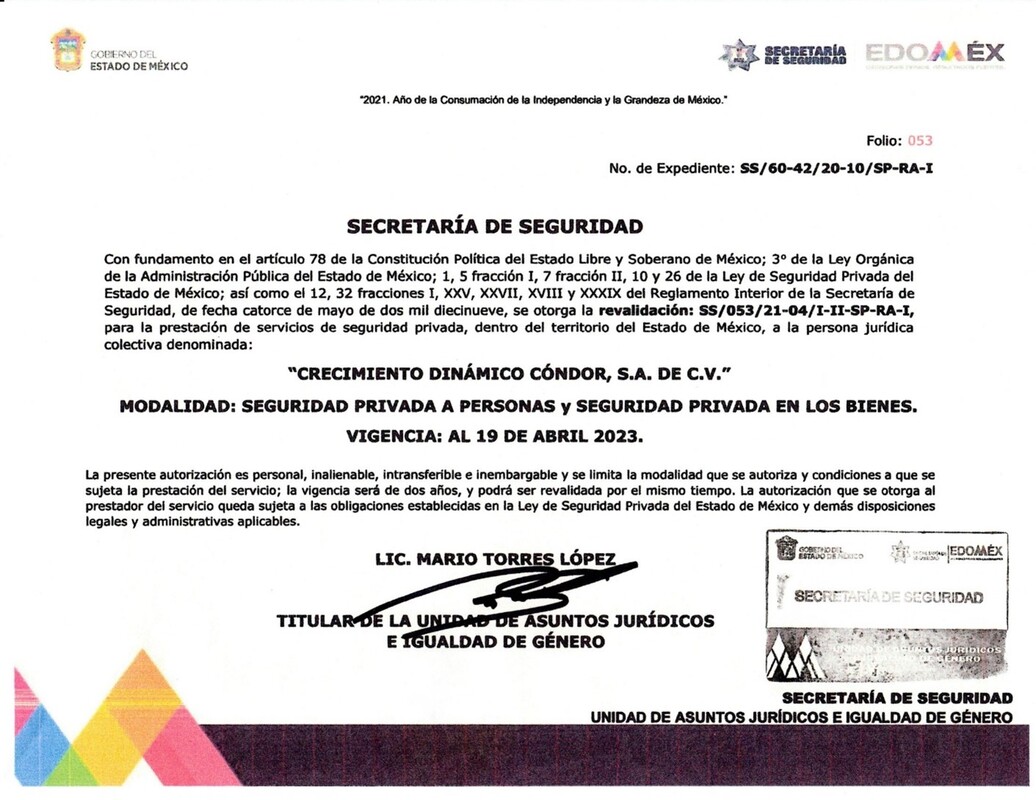 GOBIERNO DEL
ESTADO DE MÉXICO
SECRETARÍA
DE SEGURIDAD
EDOMÉX
"2021. Año de la Consumación de la Independencia y la Grandeza de México."
Folio: 053
No. de Expediente: SS/60-42/20-10/SP-RA-I
SECRETARÍA DE SEGURIDAD
Con fundamento en el artículo 78 de la Constitución Política del Estado Libre y Soberano de México; 3° de la Ley Orgánica
de la Administración Pública del Estado de México; 1, 5 fracción I, 7 fracción II, 10 y 26 de la Ley de Seguridad Privada del
Estado de México; así como el 12, 32 fracciones I, XXV, XXVII, XVIII y XXXIX del Reglamento Interior de la Secretaría de
Seguridad, de fecha catorce de mayo de dos mil diecinueve, se otorga la revalidación: SS/053/21-04/I-II-SP-RA-I,
para la prestación de servicios de seguridad privada, dentro del territorio del Estado de México, a la persona jurídica
colectiva denominada:
"CRECIMIENTO DINÁMICO CÓNDOR, S.A. DE C.V."
MODALIDAD: SEGURIDAD PRIVADA A PERSONAS y SEGURIDAD PRIVADA EN LOS BIENES.
VIGENCIA: AL 19 DE ABRIL 2023.
La presente autorización es personal, inalienable, intransferible e inembargable y se limita la modalidad que se autoriza y condiciones a que se
sujeta la prestación del servicio; la vigencia será de dos años, y podrá ser revalidada por el mismo tiempo. La autorización que se otorga al
prestador del servicio queda sujeta a las obligaciones establecidas en la Ley de Seguridad Privada del Estado de México y demás disposiciones
legales y administrativas aplicables.
LIC. MARIO TORRES LÓPEZ
TITULAR DE LA UNIDAD DE ASUNTOS JURÍDICOS
E IGUALDAD DE GÉNERO
GOBIERNO DEL
ESTADO DE MÉXICO
EDOMÉX
SECRETARÍA DE SEGURIDAD
UNIDAD DE ASUNTOS JURIDICOS
E IGUALDAD DE GÉNERO
SECRETARÍA DE SEGURIDAD
UNIDAD DE ASUNTOS JURÍDICOS E IGUALDAD DE GÉNERO